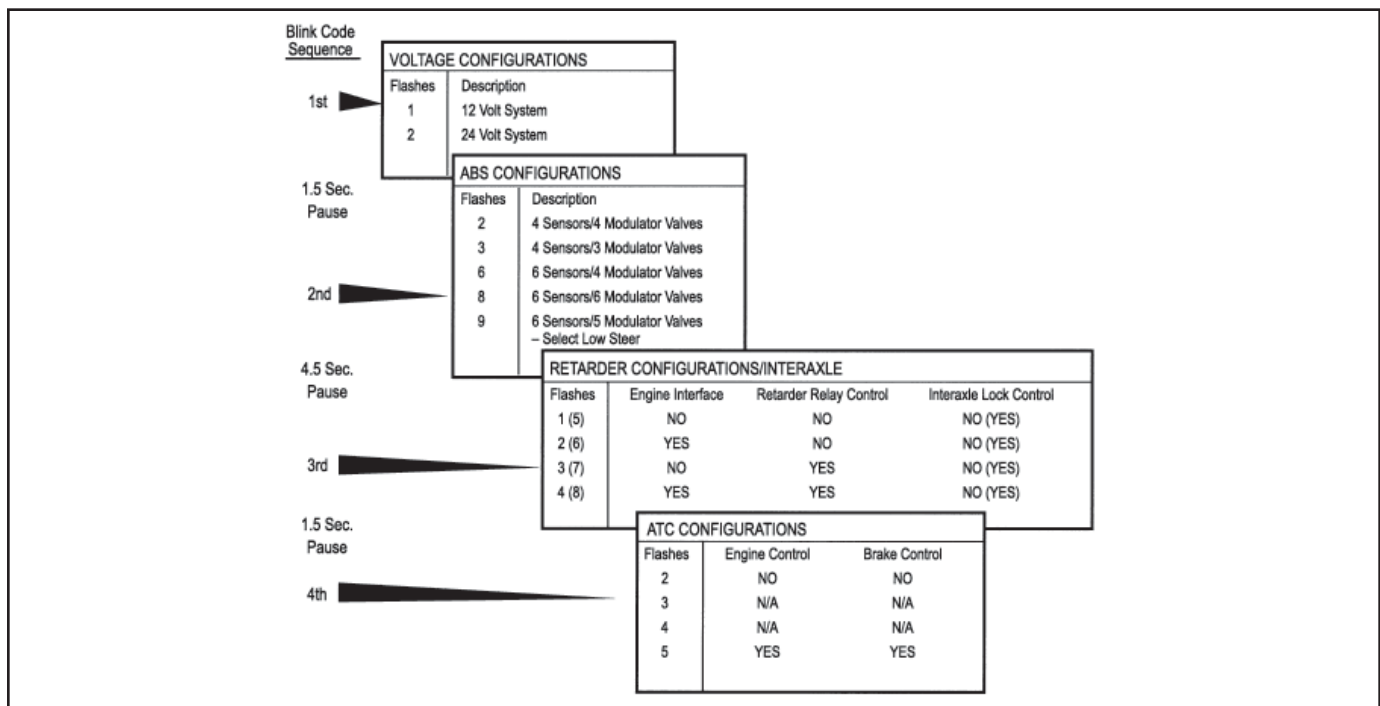 Blink Code
Sequence
1st
VOLTAGE CONFIGURATIONS
Flashes Description
1 12 Volt System
2 24 Volt System
1.5 Sec.
Pause
2nd
ABS CONFIGURATIONS
Flashes Description
2 4 Sensors/4 Modulator Valves
3 4 Sensors/3 Modulator Valves
6 6 Sensors/4 Modulator Valves
8 6 Sensors/6 Modulator Valves
9 6 Sensors/5 Modulator Valves
– Select Low Steer
4.5 Sec.
Pause
3rd
RETARDER CONFIGURATIONS/INTERAXLE
Flashes Engine Interface Retarder Relay Control Interaxle Lock Control
1 (5) NO NO NO (YES)
2 (6) YES NO NO (YES)
3 (7) NO YES NO (YES)
4 (8) YES YES NO (YES)
1.5 Sec.
Pause
4th
ATC CONFIGURATIONS
Flashes Engine Control Brake Control
2 NO NO
3 N/A N/A
4 N/A N/A
5 YES YES